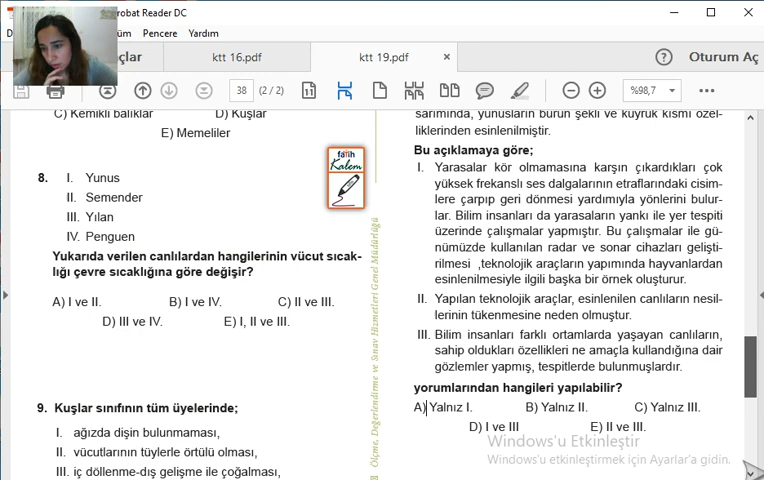 robat Reader DC
D
üm
Pencere
Yardım
çlar
ktt 16.pdf
ktt 19.pdf
×
Oturum Aç
38
(2 / 2)
%98,7
C) Kemikli balıklar
D) Kuşlar
E) Memeliler
8.
I. Yunus
II. Semender
III. Yılan
IV. Penguen
Yukarıda verilen canlılardan hangilerinin vücut sıcak-
lığı çevre sıcaklığına göre değişir?
A) I ve II.
B) I ve IV.
C) II ve III.
D) III ve IV.
E) I, II ve III.
9. Kuşlar sınıfının tüm üyelerinde;
I. ağızda dişin bulunmaması,
II. vücutlarının tüylerle örtülü olması,
III. iç döllenme-dış gelişme ile çoğalması,
fatih
Kalem
Ölçme, Değerlendirme ve Sınav Hizmetleri Genel Müdürlüğü
sarımında, yunusların burun şekli ve kuyruk kısmı özel-
liklerinden esinlenilmiştir.
Bu açıklamaya göre;
I. Yarasalar kör olmamasına karşın çıkardıkları çok
yüksek frekanslı ses dalgalarının etraflarındaki cisim-
lere çarpıp geri dönmesi yardımıyla yönlerini bulur-
lar. Bilim insanları da yarasaların yankı ile yer tespiti
üzerinde çalışmalar yapmıştır. Bu çalışmalar ile gü-
nümüzde kullanılan radar ve sonar cihazları gelişti-
rilmesi ,teknolojik araçların yapımında hayvanlardan
esinlenilmesiyle ilgili başka bir örnek oluşturur.
II. Yapılan teknolojik araçlar, esinlenilen canlıların nesil-
lerinin tükenmesine neden olmuştur.
III. Bilim insanları farklı ortamlarda yaşayan canlıların,
sahip oldukları özellikleri ne amaçla kullandığına dair
gözlemler yapmış, tespitlerde bulunmuşlardır.
yorumlarından hangileri yapılabilir?
A) Yalnız I.
B) Yalnız II.
C) Yalnız III.
D) I ve III
E) II ve III.
Windows'u Etkinleştir
Windows'u etkinleştirmek için Ayarlar'a gidin.